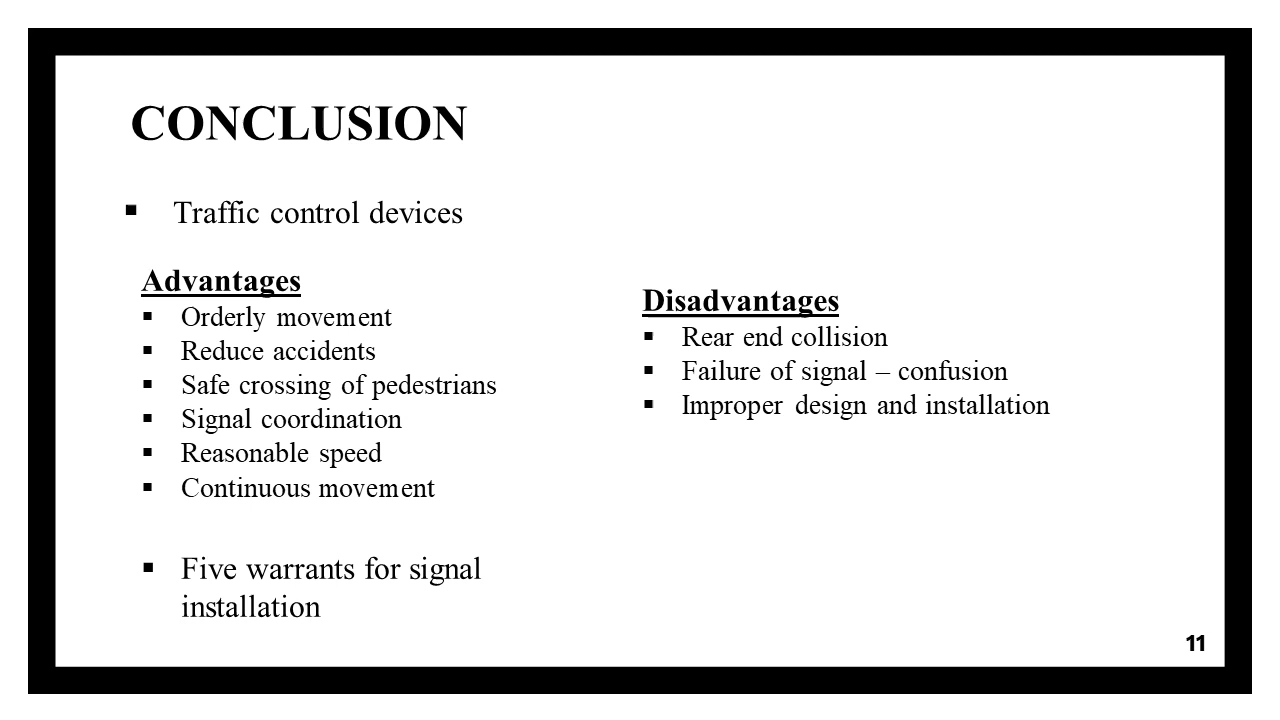 CONCLUSION
▪ Traffic control devices
Advantages
▪ Orderly movement
▪ Reduce accidents
▪ Safe crossing of pedestrians
▪ Signal coordination
▪ Reasonable speed
▪ Continuous movement
▪ Five warrants for signal
installation
Disadvantages
▪ Rear end collision
▪ Failure of signal – confusion
▪ Improper design and installation
11